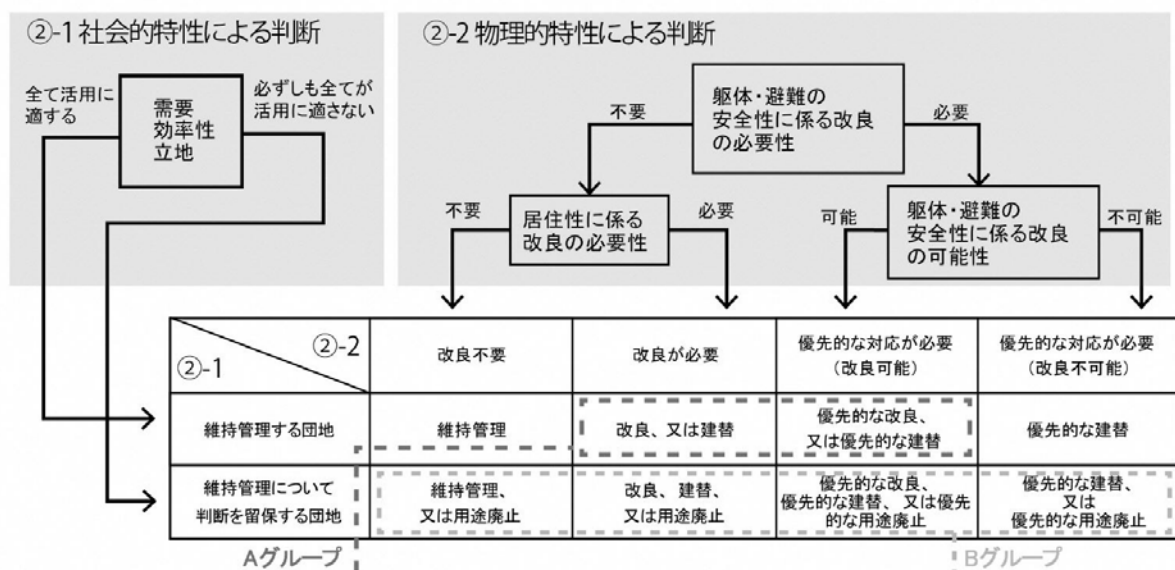 ②-1 社会的特性による判断
全て活用に
適する
需要
効率性
立地
必ずしも全てが
活用に適さない
②-2 物理的特性による判断
躯体・避難の
安全性に係る改良
の必要性
不要
必要
居住性に係る
改良の必要性
不要
必要
躯体・避難の
安全性に係る改良
の可能性
可能
不可能
②-2
②-1
改良不要
改良が必要
優先的な対応が必要
(改良可能)
優先的な対応が必要
(改良不可能)
維持管理する団地
維持管理
改良、又は建替
優先的な改良、
又は優先的な建替
優先的な建替
維持管理について
判断を留保する団地
維持管理、
又は用途廃止
改良、建替、
又は用途廃止
優先的な改良、
優先的な建替、又は優先
的な用途廃止
優先的な建替、
又は
優先的な用途廃止
Aグループ
Bグループ